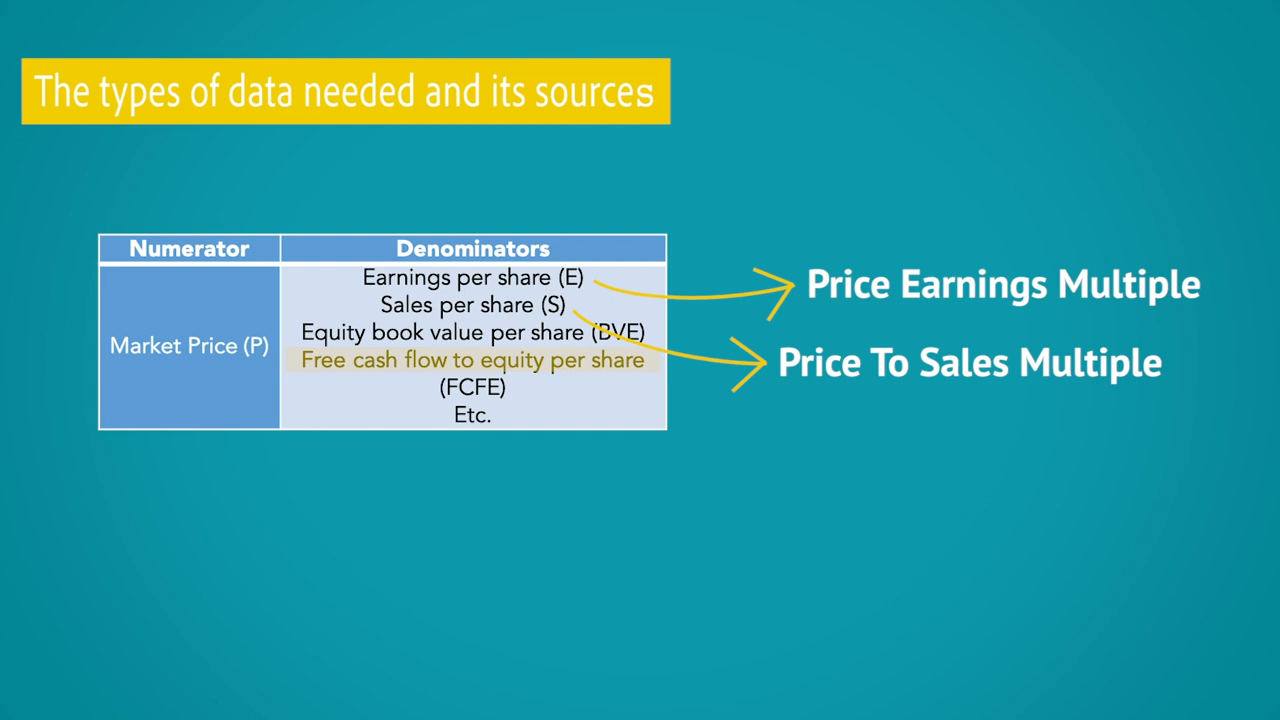 The types of data needed and its sources
Numerator Denominators
Market Price (P)
Earnings per share (E)
Sales per share (S)
Equity book value per share (BVE)
Free cash flow to equity per share
(FCFE)
Etc.
Price Earnings Multiple
Price To Sales Multiple